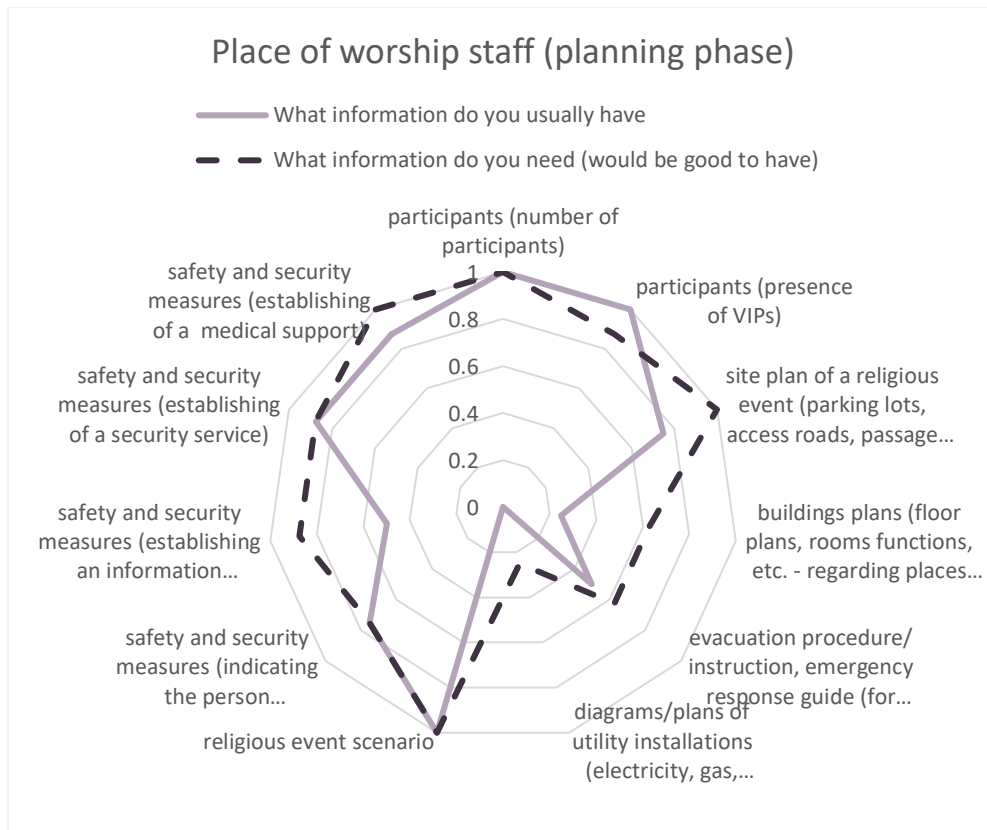 Place of worship staff (planning phase)
What information do you usually have
What information do you need (would be good to have)
participants (number of
participants)
participants (presence
of VIPs)
site plan of a religious
event (parking lots,
access roads, passage...
buildings plans (floor
plans, rooms functions,
etc. - regarding places...
evacuation procedure/
instruction, emergency
response guide (for...
diagrams/plans of
utility installations
(electricity, gas,...
religious event scenario
safety and security
measures (indicating
the person...
safety and security
measures (establishing
an information...
safety and security
measures (establishing
of a security service)
safety and security
measures (establishing
of a  medical support)
1
0.8
0.6
0.4
0.2
0